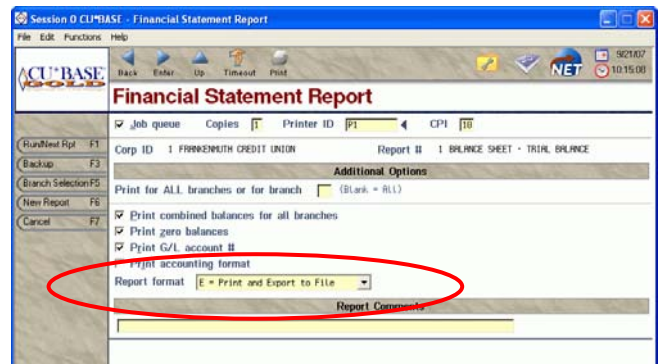 Session 0 CU*BASE - Financial Statement Report
File Edit Functions Help
CU*BASE GOLD
Back Enter Up Timeout Print
NET
9/21/07
10:15:08
Financial Statement Report
Job queue Copies 1 Printer ID P1 CPI 10
Run/Next Rpt F1
Backup F3
Branch Selection F5
New Report F6
Cancel F7
Corp ID 1 FRANKENMUTH CREDIT UNION Report # 1 BALANCE SHEET - TRIAL BALANCE
Additional Options
Print for ALL branches or for branch (Blank = ALL)
Print combined balances for all branches
Print zero balances
Print G/L account #
Print accounting format
Report format E = Print and Export to File
Report Comments